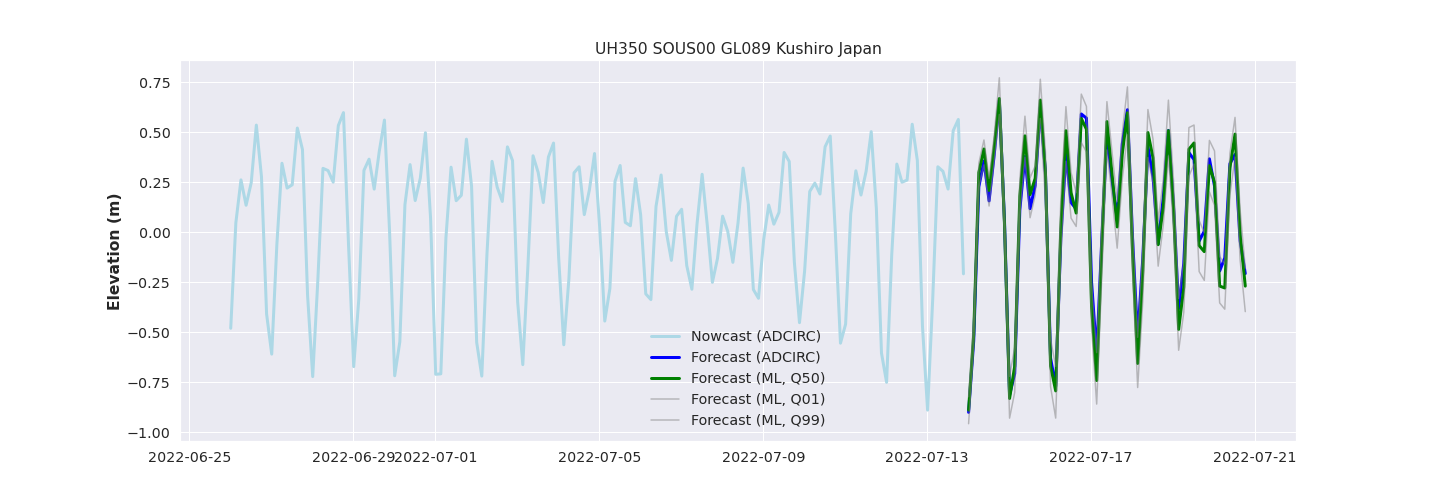 UH350 SOUS00 GL089 Kushiro Japan
Elevation (m)
0.75
0.50
0.25
0.00
−0.25
−0.50
−0.75
−1.00
Nowcast (ADCIRC)
Forecast (ADCIRC)
Forecast (ML, Q50)
Forecast (ML, Q01)
Forecast (ML, Q99)
2022-06-25 2022-06-29 2022-07-01 2022-07-05 2022-07-09 2022-07-13 2022-07-17 2022-07-21